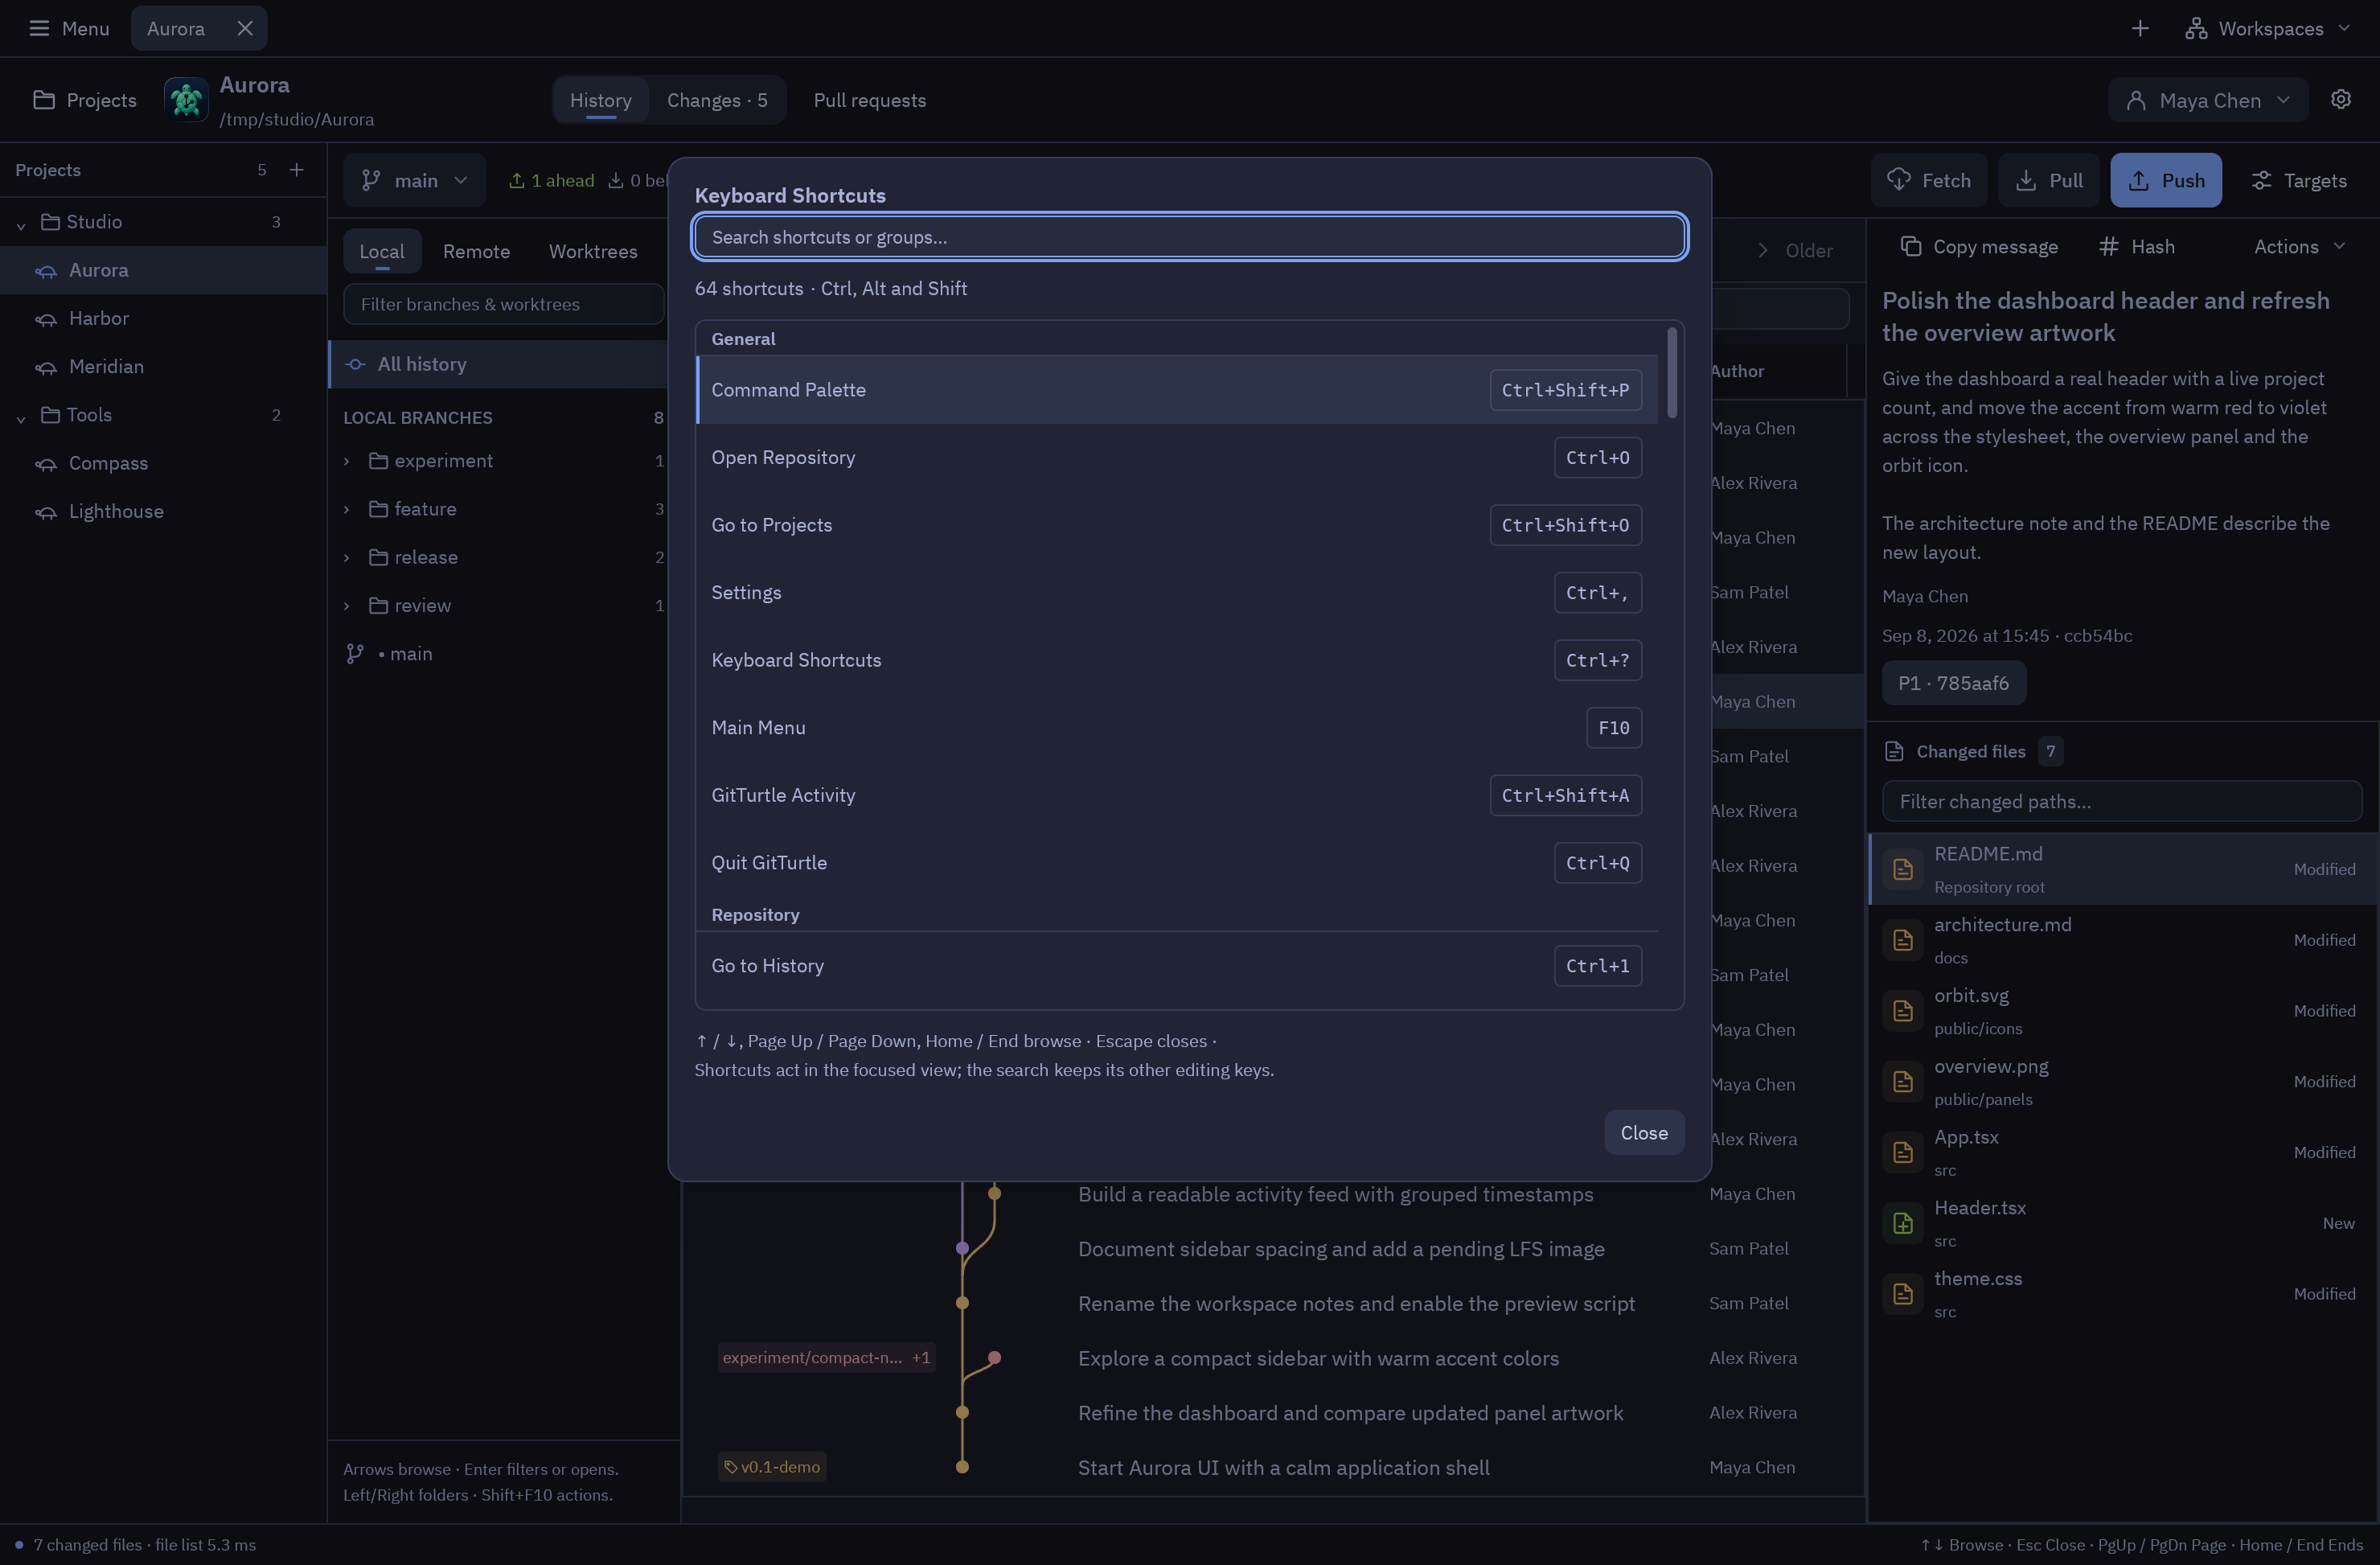 Menu
Aurora
Workspaces
Projects
Aurora
/tmp/studio/Aurora
History
Changes · 5
Pull requests
Maya Chen
Projects
5
Studio
3
Aurora
Harbor
Meridian
Tools
2
Compass
Lighthouse
main
1 ahead
Fetch
Pull
Push
Targets
Local
Remote
Worktrees
Filter branches & worktrees
All history
LOCAL BRANCHES
8
experiment
1
feature
3
release
2
review
1
• main
Arrows browse · Enter filters or opens.
Left/Right folders · Shift+F10 actions.
Keyboard Shortcuts
Search shortcuts or groups...
64 shortcuts · Ctrl, Alt and Shift
General
Command Palette
Ctrl+Shift+P
Open Repository
Ctrl+O
Go to Projects
Ctrl+Shift+O
Settings
Ctrl+,
Keyboard Shortcuts
Ctrl+?
Main Menu
F10
GitTurtle Activity
Ctrl+Shift+A
Quit GitTurtle
Ctrl+Q
Repository
Go to History
Ctrl+1
↑ / ↓, Page Up / Page Down, Home / End browse · Escape closes ·
Shortcuts act in the focused view; the search keeps its other editing keys.
Close
Older
Author
Maya Chen
Alex Rivera
Maya Chen
Sam Patel
Alex Rivera
Maya Chen
Sam Patel
Alex Rivera
Alex Rivera
Maya Chen
Sam Patel
Maya Chen
Maya Chen
Alex Rivera
Build a readable activity feed with grouped timestamps
Maya Chen
Document sidebar spacing and add a pending LFS image
Sam Patel
Rename the workspace notes and enable the preview script
Sam Patel
experiment/compact-n... +1
Explore a compact sidebar with warm accent colors
Alex Rivera
Refine the dashboard and compare updated panel artwork
Alex Rivera
v0.1-demo
Start Aurora UI with a calm application shell
Maya Chen
Copy message
Hash
Actions
Polish the dashboard header and refresh
the overview artwork
Give the dashboard a real header with a live project
count, and move the accent from warm red to violet
across the stylesheet, the overview panel and the
orbit icon.
The architecture note and the README describe the
new layout.
Maya Chen
Sep 8, 2026 at 15:45 · ccb54bc
P1 · 785aaf6
Changed files
7
Filter changed paths...
README.md
Repository root
Modified
architecture.md
docs
Modified
orbit.svg
public/icons
Modified
overview.png
public/panels
Modified
App.tsx
src
Modified
Header.tsx
src
New
theme.css
src
Modified
7 changed files · file list 5.3 ms
↑↓ Browse · Esc Close · PgUp / PgDn Page · Home / End Ends